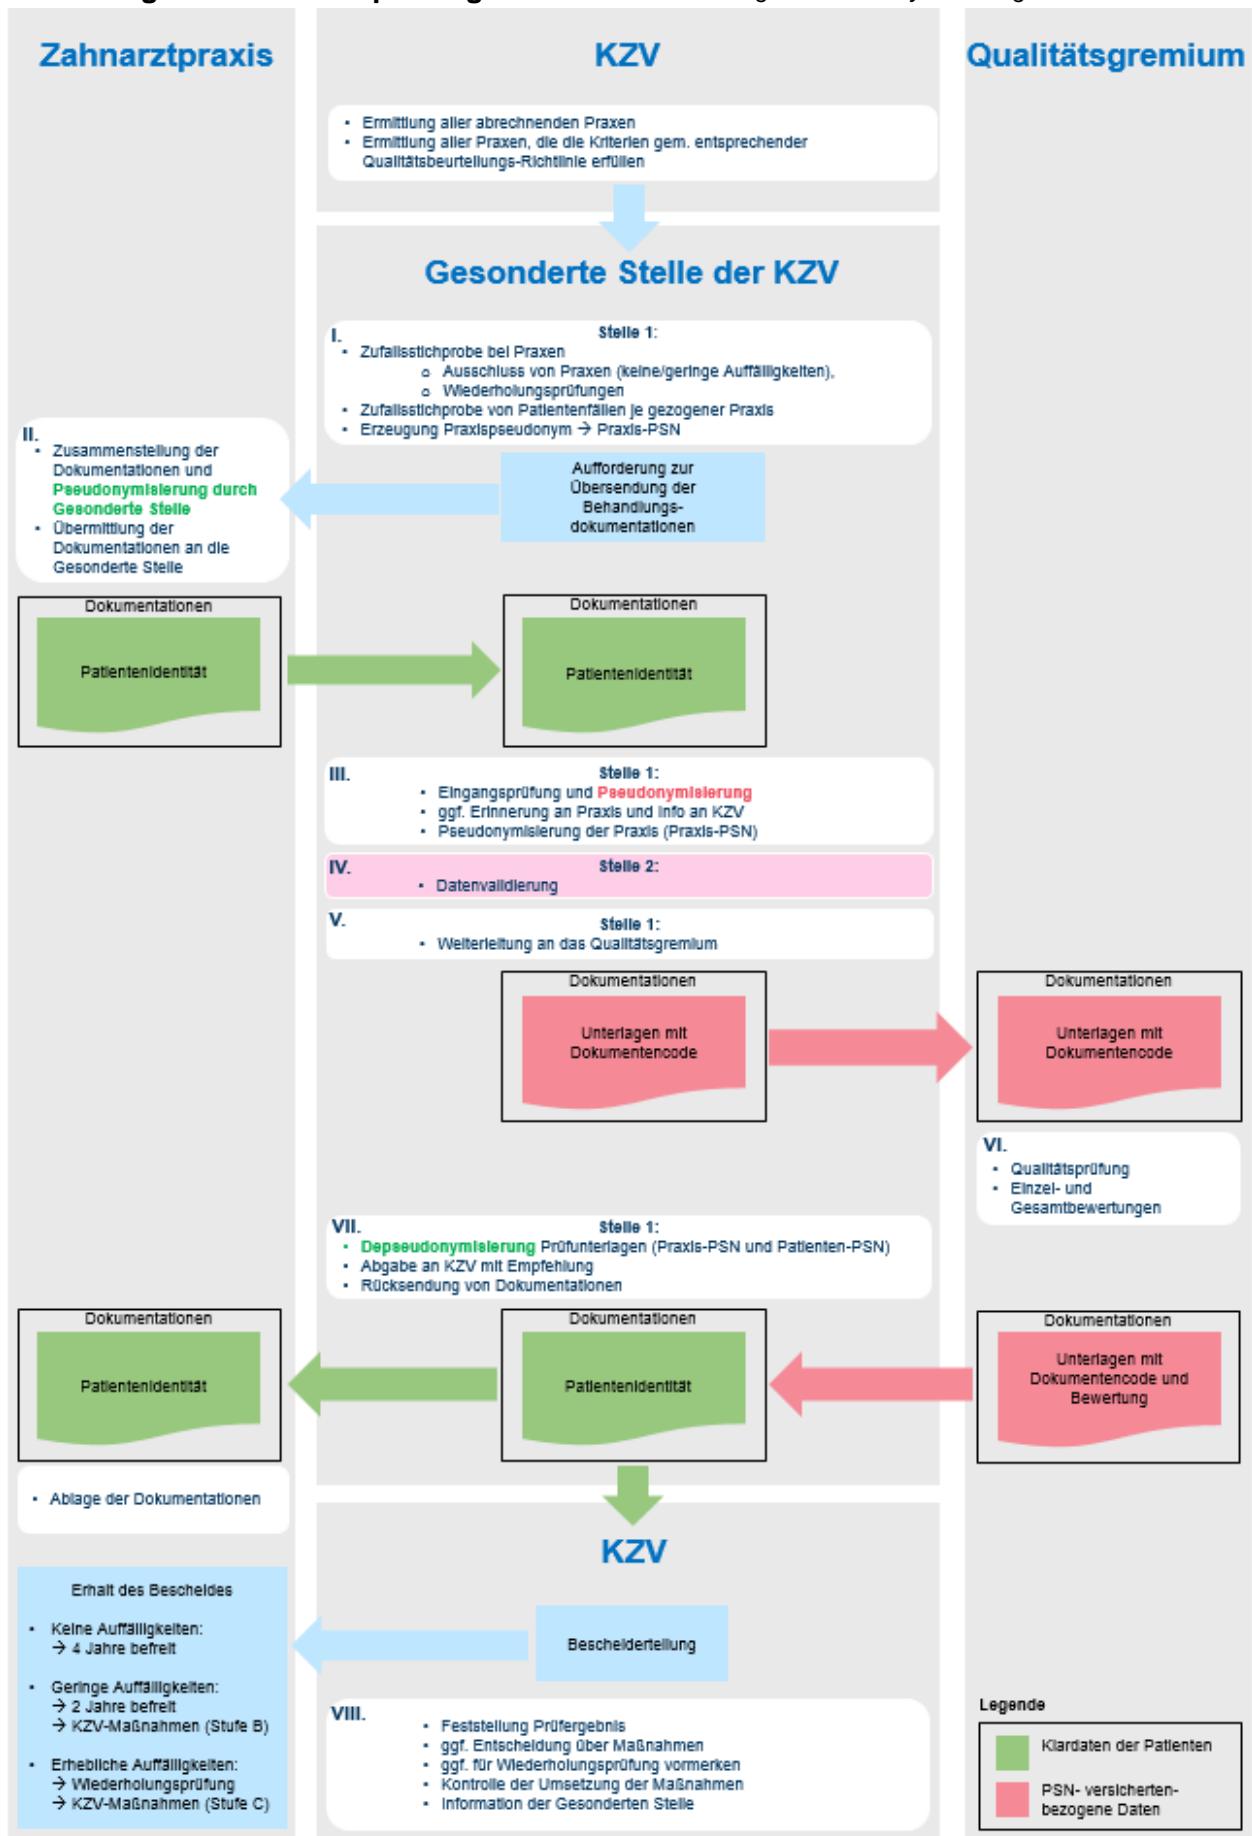 Zahnarztpraxis
KZV
Qualitätsgremium
▪ Ermittlung aller abrechnenden Praxen
▪ Ermittlung aller Praxen, die die Kriterien gem. entsprechender
Qualitätsbeurteilungs-Richtlinie erfüllen
Gesonderte Stelle der KZV
I.
Stelle 1:
▪ Zufallsstichprobe bei Praxen
o Ausschluss von Praxen (keine/geringe Auffälligkeiten),
o Wiederholungsprüfungen
▪ Zufallsstichprobe von Patientenfällen je gezogener Praxis
▪ Erzeugung Praxispseudonym → Praxis-PSN
II.
▪ Zusammenstellung der
Dokumentationen und
Pseudonymisierung durch
Gesonderte Stelle
▪ Übermittlung der
Dokumentationen an die
Gesonderte Stelle
Aufforderung zur
Übersendung der
Behandlungs-
dokumentationen
Dokumentationen
Patientenidentität
Dokumentationen
Patientenidentität
III.
Stelle 1:
▪ Eingangsprüfung und Pseudonymisierung
▪ ggf. Erinnerung an Praxis und Info an KZV
▪ Pseudonymisierung der Praxis (Praxis-PSN)
IV.
Stelle 2:
▪ Datenvalidierung
V.
Stelle 1:
▪ Weiterleitung an das Qualitätsgremium
Dokumentationen
Unterlagen mit
Dokumentencode
Dokumentationen
Unterlagen mit
Dokumentencode
VI.
▪ Qualitätsprüfung
▪ Einzel- und
Gesamtbewertungen
VII.
Stelle 1:
▪ Depseudonymisierung Prüfunterlagen (Praxis-PSN und Patienten-PSN)
▪ Abgabe an KZV mit Empfehlung
▪ Rücksendung von Dokumentationen
Dokumentationen
Patientenidentität
Dokumentationen
Patientenidentität
Dokumentationen
Unterlagen mit
Dokumentencode und
Bewertung
▪ Ablage der Dokumentationen
KZV
Erhalt des Bescheides
▪ Keine Auffälligkeiten:
→ 4 Jahre befreit
▪ Geringe Auffälligkeiten:
→ 2 Jahre befreit
→ KZV-Maßnahmen (Stufe B)
▪ Erhebliche Auffälligkeiten:
→ Wiederholungsprüfung
→ KZV-Maßnahmen (Stufe C)
Bescheiderteilung
VIII.
▪ Feststellung Prüfergebnis
▪ ggf. Entscheidung über Maßnahmen
▪ ggf. für Wiederholungsprüfung vormerken
▪ Kontrolle der Umsetzung der Maßnahmen
▪ Information der Gesonderten Stelle
Legende
Klardaten der Patienten
PSN- versicherten-
bezogene Daten